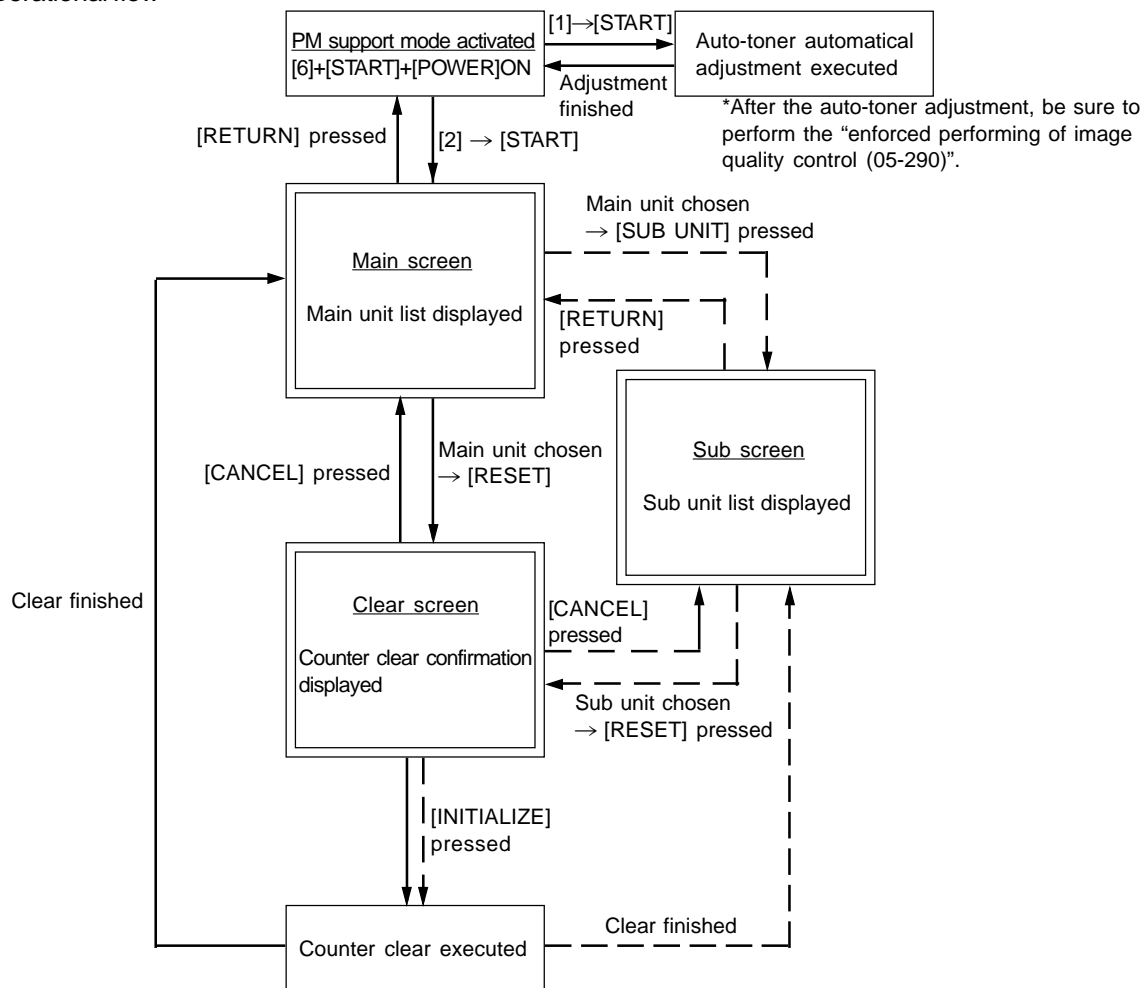 [1]→[START]
PM support mode activated
[6]+[START]+[POWER]ON
Auto-toner automatical
adjustment executed
Adjustment
finished
*After the auto-toner adjustment, be sure to
perform the “enforced performing of image
quality control (05-290)”.
[RETURN] pressed
[2] → [START]
Main unit chosen
→ [SUB UNIT] pressed
Main screen
Main unit list displayed
[RETURN]
pressed
Sub screen
Sub unit list displayed
[CANCEL] pressed
Main unit chosen
→ [RESET]
Clear finished
Clear screen
Counter clear confirmation
displayed
[CANCEL]
pressed
Sub unit chosen
→ [RESET] pressed
[INITIALIZE]
pressed
Counter clear executed
Clear finished